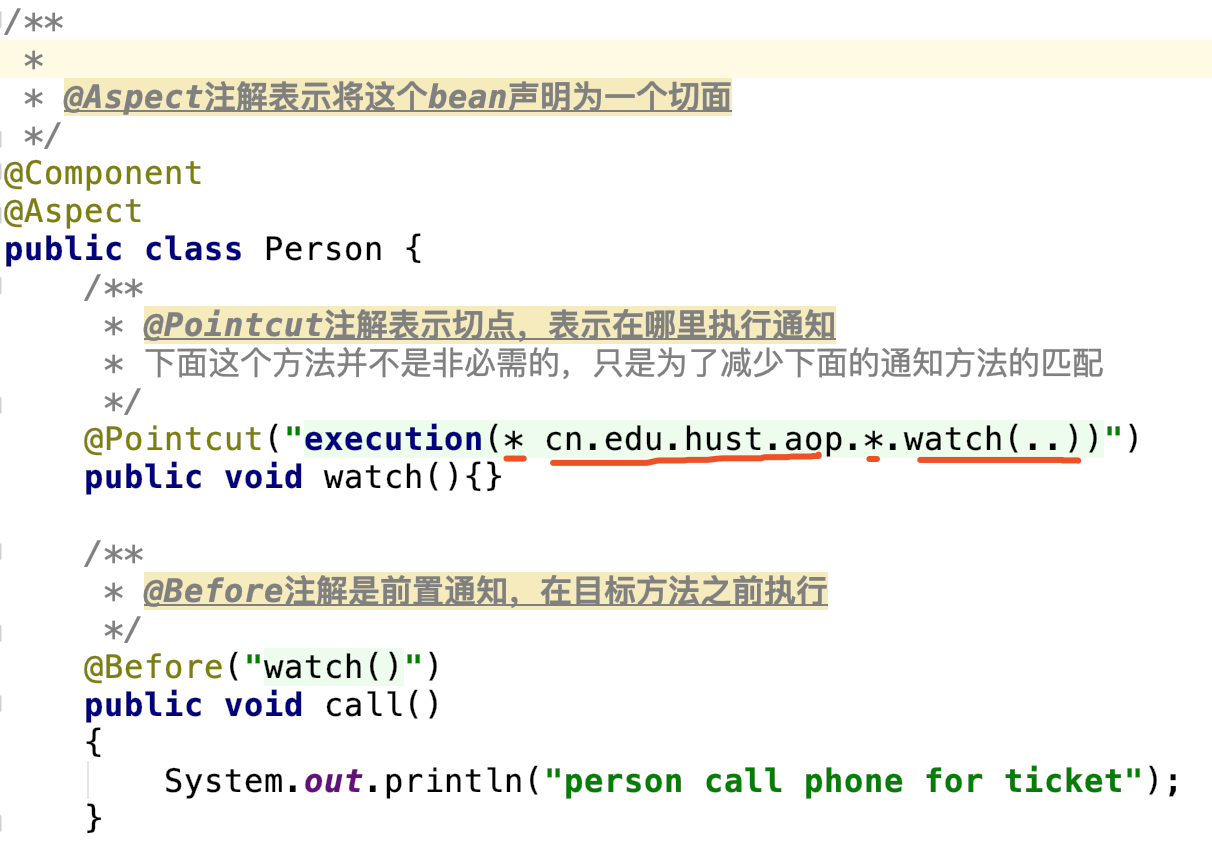 /**
 *
 * @Aspect注解表示将这个bean声明为一个切面
 */
@Component
@Aspect
public class Person {
    /**
     * @Pointcut注解表示切点，表示在哪里执行通知
     * 下面这个方法并不是非必需的，只是为了减少下面的通知方法的匹配
     */
    @Pointcut("execution(* cn.edu.hust.aop.*.watch(..))")
    public void watch(){}

    /**
     * @Before注解是前置通知，在目标方法之前执行
     */
    @Before("watch()")
    public void call()
    {
        System.out.println("person call phone for ticket");
    }